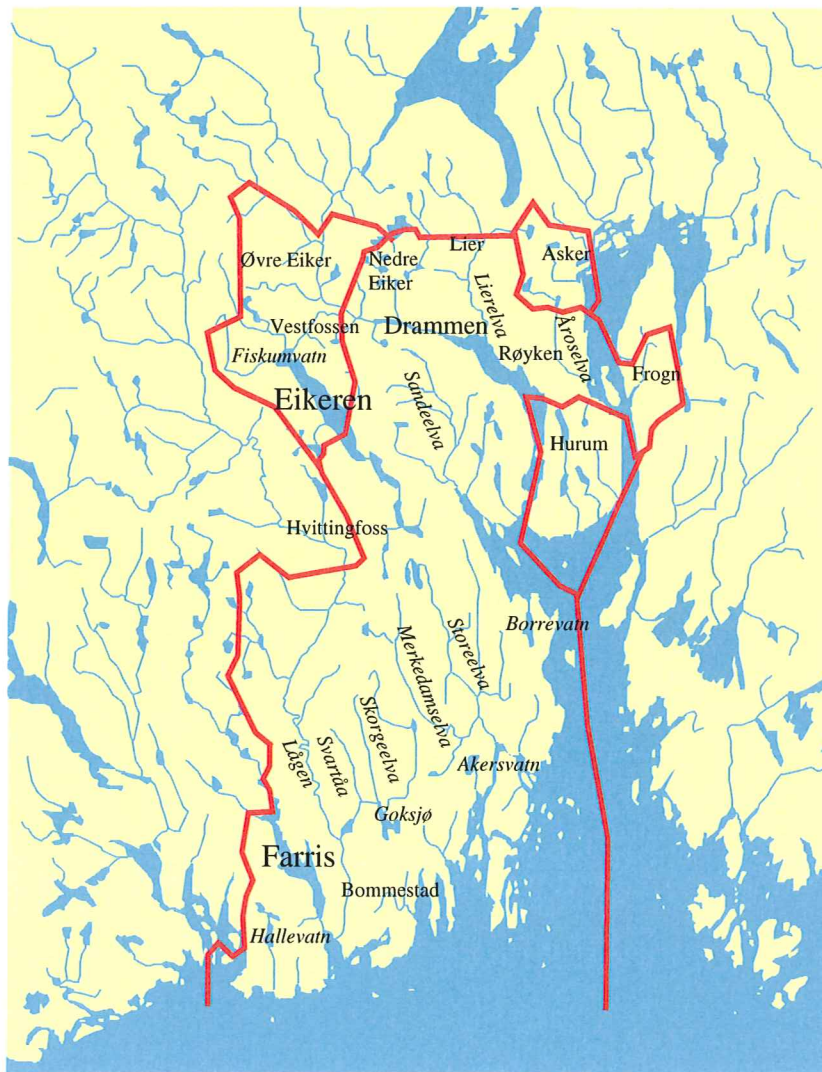 Lier
Asker
Øvre Eiker
Nedre
Eiker
Lierelva
Åroselva
Vestfossen
Drammen
Røyken
Fiskumvatn
Frogn
Eikeren
Sandeelva
Hurum
Hvittingfoss
Borrevatn
Storeelva
Merkedamselva
Skorgeelva
Svartåa
Lågen
Akersvatn
Goksjø
Farris
Bommestad
Hallevatn